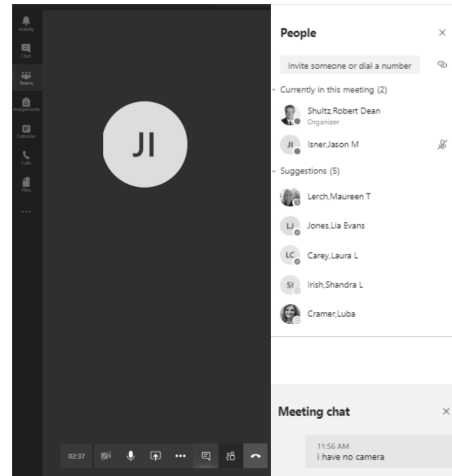 Activity
Chat
Teams
Assignments
Calendar
Calls
Files
JI
02:37
People
Invite someone or dial a number
Currently in this meeting (2)
Shultz,Robert Dean
Organizer
JI
Isner,Jason M
Suggestions (5)
Lerch,Maureen T
LJ
Jones,Lia Evans
LC
Carey,Laura L
SI
Irish,Shandra L
Cramer,Luba
Meeting chat
11:56 AM
i have no camera